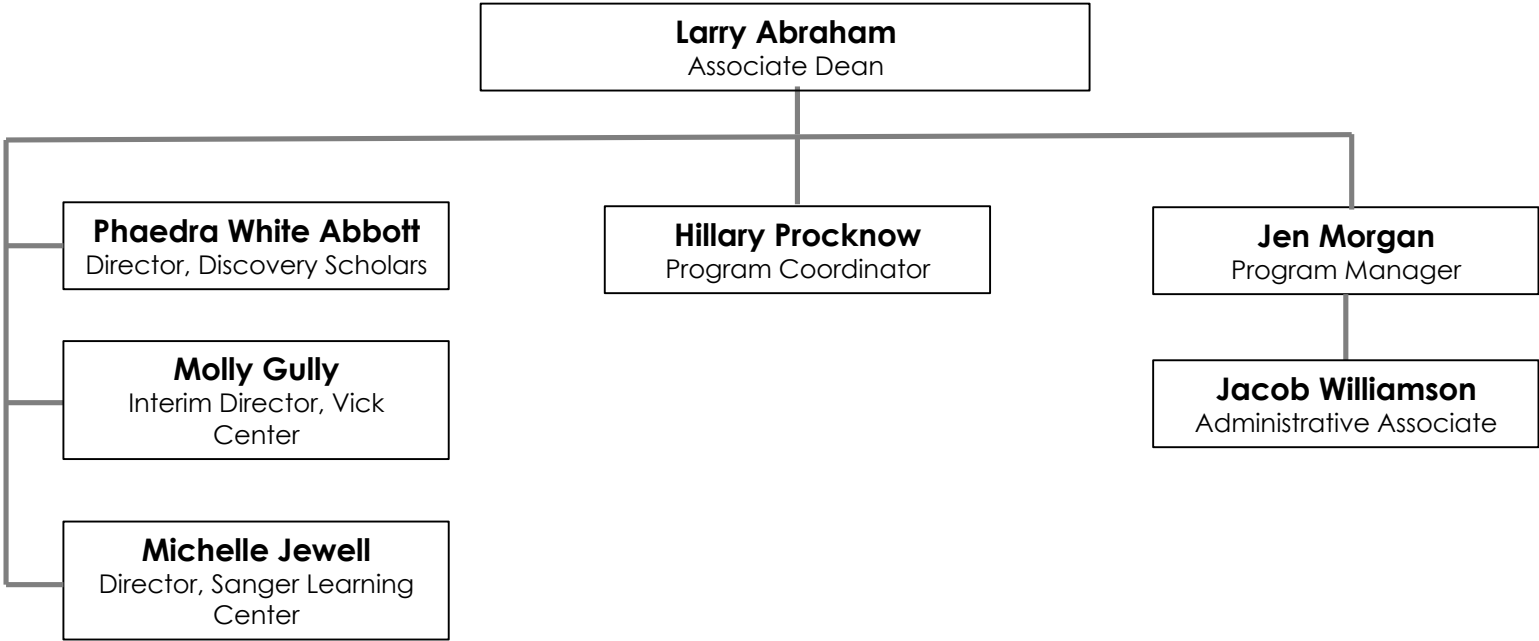 Larry Abraham
Associate Dean
Phaedra White Abbott
Director, Discovery Scholars
Hillary Procknow
Program Coordinator
Jen Morgan
Program Manager
Molly Gully
Interim Director, Vick
Center
Jacob Williamson
Administrative Associate
Michelle Jewell
Director, Sanger Learning
Center